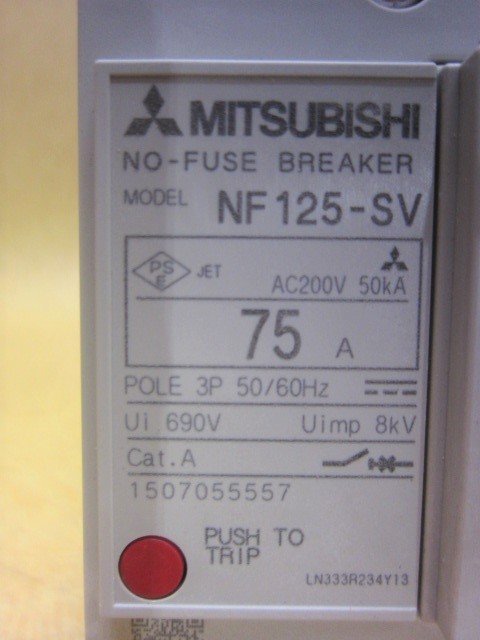 MITSUBISHI
NO-FUSE BREAKER
MODEL NF125-SV
PS E JET AC200V 50kA
75 A
POLE 3P 50/60Hz
Ui 690V Uimp 8kV
Cat.A
1507055557
PUSH TO
TRIP
LN333R234Y13